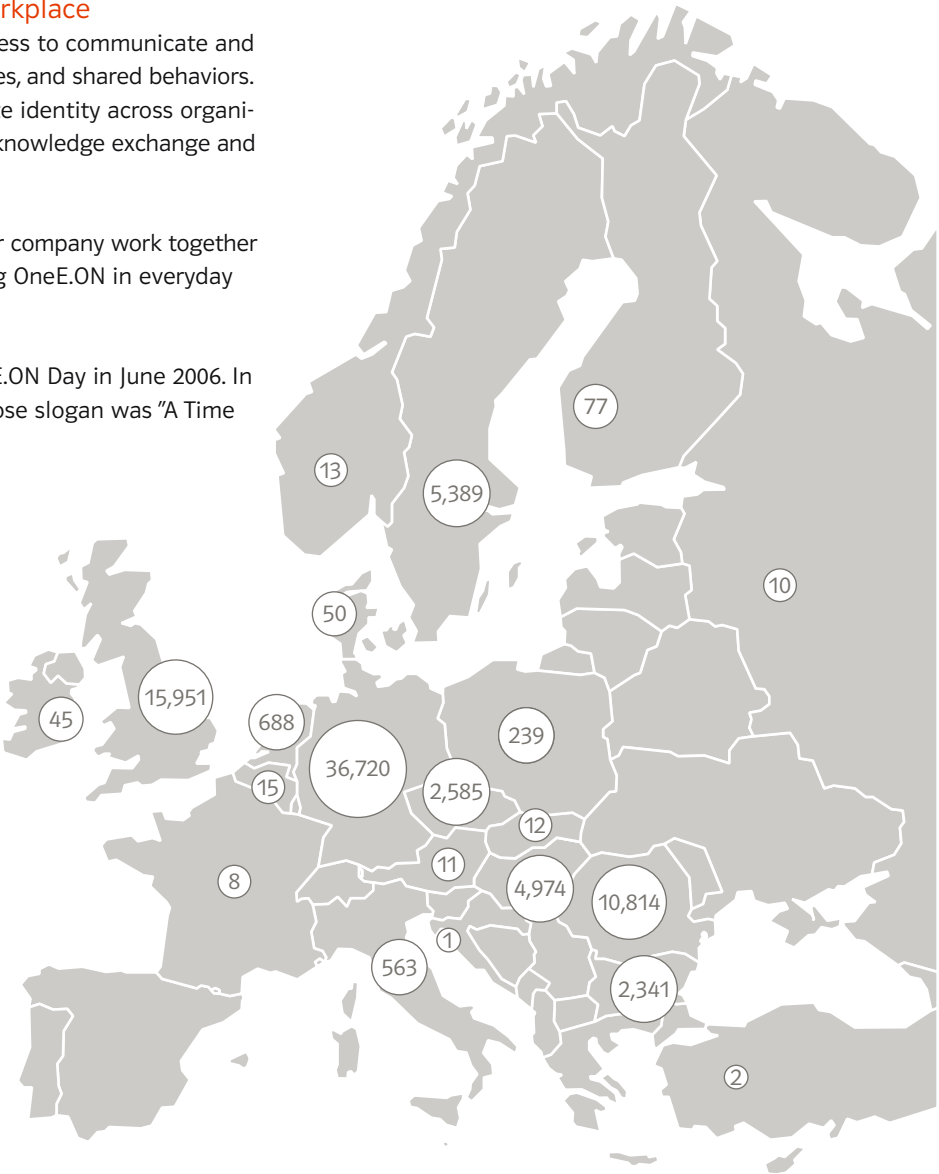 rkplace
ess to communicate and
es, and shared behaviors.
e identity across organi-
knowledge exchange and
r company work together
g OneE.ON in everyday
E.ON Day in June 2006. In
ose slogan was ”A Time
77
13
5,389
10
50
15,951
45
688
239
36,720
2,585
15
12
11
8
4,974
10,814
1
563
2,341
2